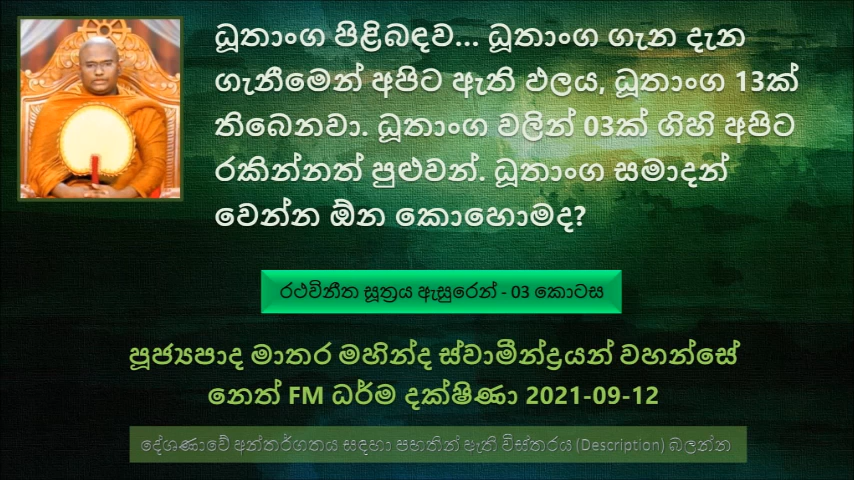 ධූතාංග පිළිබඳව... ධූතාංග ගැන දැන
ගැනීමෙන් අපිට ඇති ඵලය, ධූතාංග 13ක්
තිබෙනවා. ධූතාංග වලින් 03ක් ගිහි අපිට
රකින්නත් පුළුවන්. ධූතාංග සමාදන්
වෙන්න ඕන කොහොමද?
රථවිනීත සූත්‍රය ඇසුරෙන් - 03 කොටස
පූජ්‍යපාද මාතර මහින්ද ස්වාමීන්ද්‍රයන් වහන්සේ
නෙත් FM ධර්ම දක්ෂිණා 2021-09-12
දේශණාවේ අන්තර්ගතය සඳහා පහතින් ඇති විස්තරය (Description) බලන්න